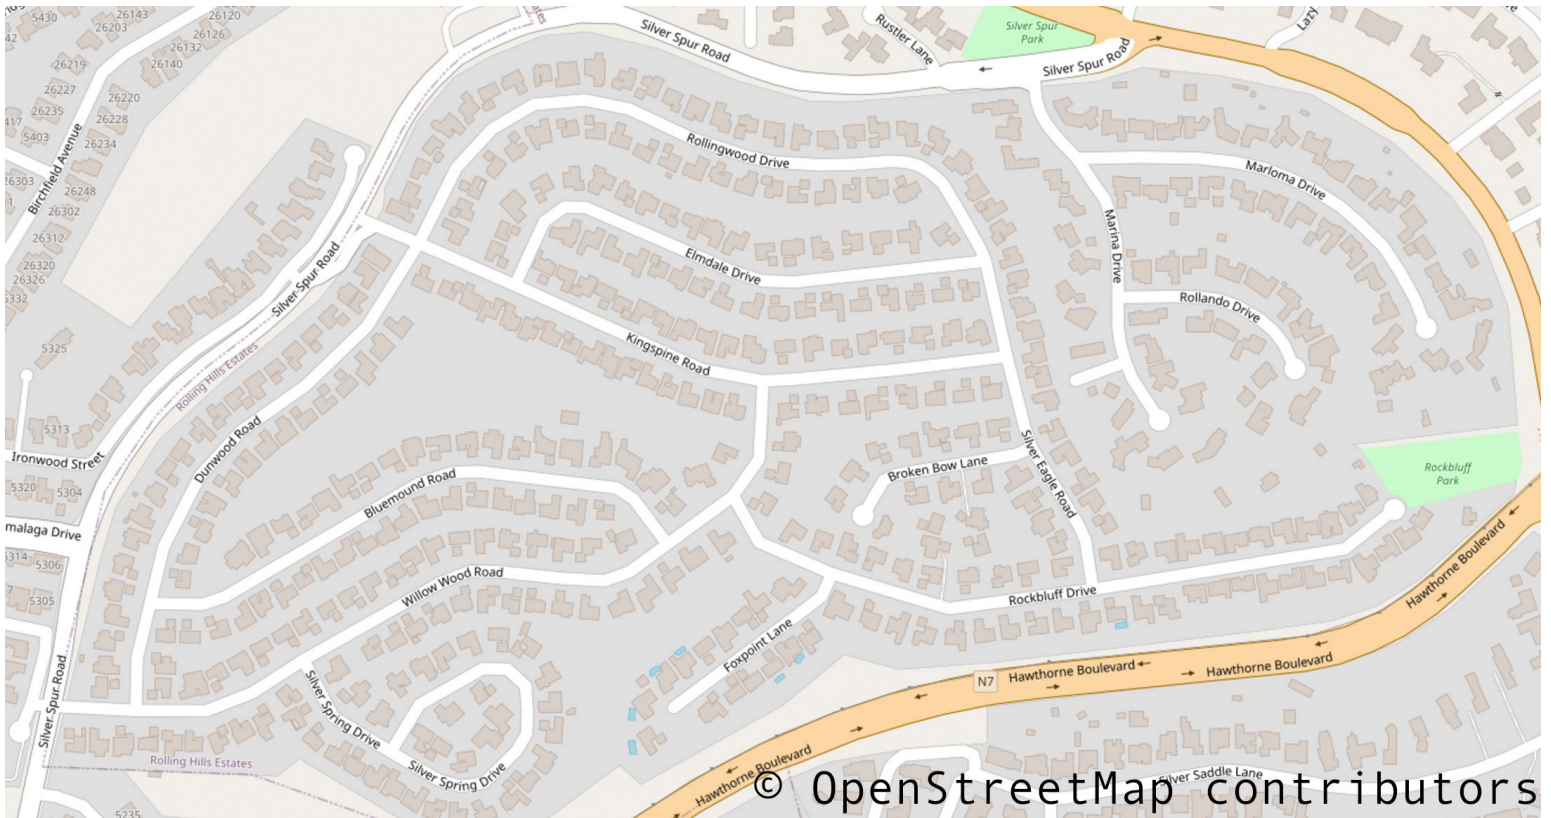 5430
26143
26120
26203
26126
26132
26140
26219
26227
26220
26235
26228
5403
26234
Birchfield Avenue
26303
26248
26302
26312
26320
26326
5325
5313
Ironwood Street
5320
5304
5306
5305
5235
Silver Spur Road
Rustler Lane
Silver Spur
Park
Silver Spur Road
Lazy
Rollingwood Drive
Marloma Drive
Marina Drive
Silver Spur Road
Elmdale Drive
Rollando Drive
Kingspine Road
Rolling Hills Estates
Dunwood Road
Broken Bow Lane
Silver Eagle Road
Rockbluff
Park
Bluemound Road
Willow Wood Road
Rockbluff Drive
Hawthorne Boulevard
Foxpoint Lane
Silver Spur Road
Silver Spring Drive
N7
Hawthorne Boulevard
Hawthorne Boulevard
Rolling Hills Estates
Silver Spring Drive
Hawthorne Boulevard
Silver Saddle Lane
© OpenStreetMap contributors